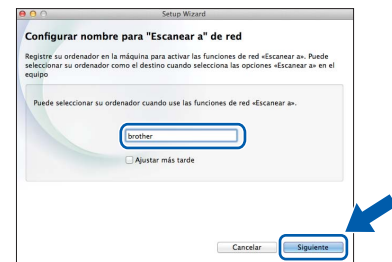 Setup Wizard
Configurar nombre para "Escanear a" de red
Registre su ordenador en la máquina para activar las funciones de red «Escanear a». Puede
seleccionar su ordenador como el destino cuando selecciona las opciones «Escanear a» en el
equipo
Puede seleccionar su ordenador cuando use las funciones de red «Escanear a».
brother
Ajustar más tarde
Cancelar
Siguiente